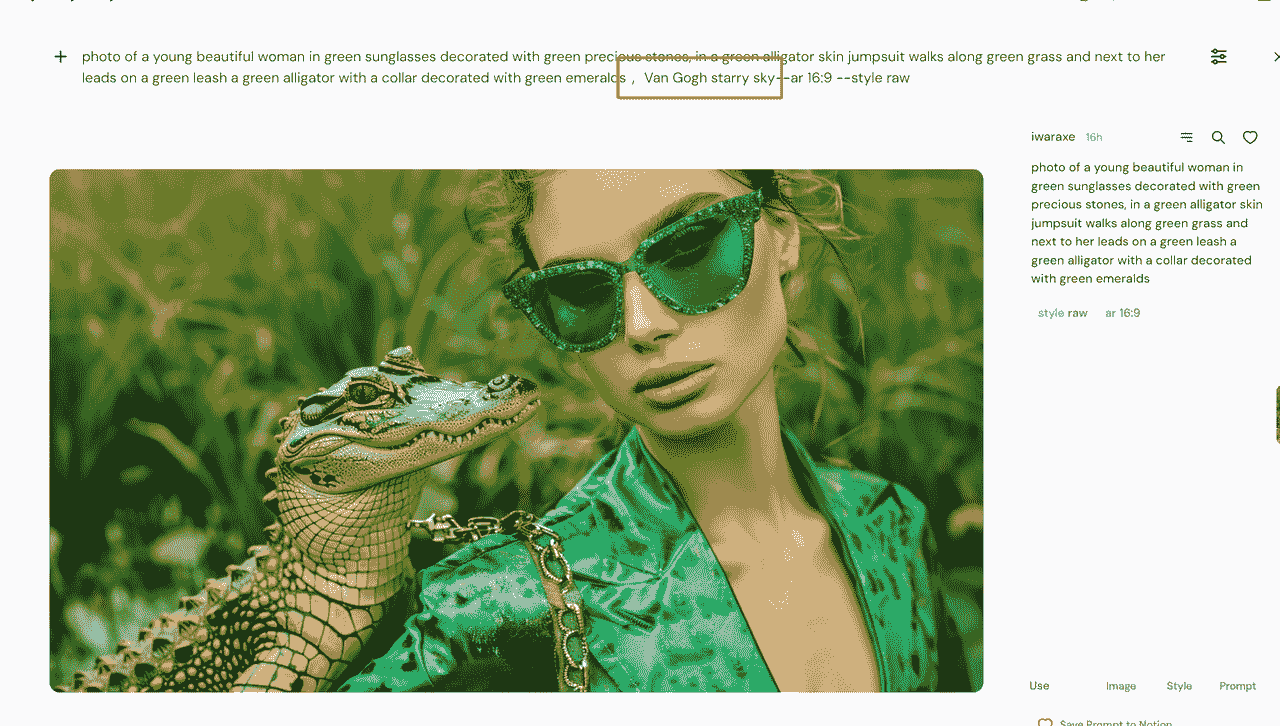 photo of a young beautiful woman in green sunglasses decorated with green precious stones, in a green alligator skin jumpsuit walks along green grass and next to her
leads on a green leash a green alligator with a collar decorated with green emeralds , Van Gogh starry sky--ar 16:9 --style raw
iwaraxe 16h
photo of a young beautiful woman in
green sunglasses decorated with green
precious stones, in a green alligator skin
jumpsuit walks along green grass and
next to her leads on a green leash a
green alligator with a collar decorated
with green emeralds
style raw ar 16:9
Use Image Style Prompt
Save Prompt to Notion